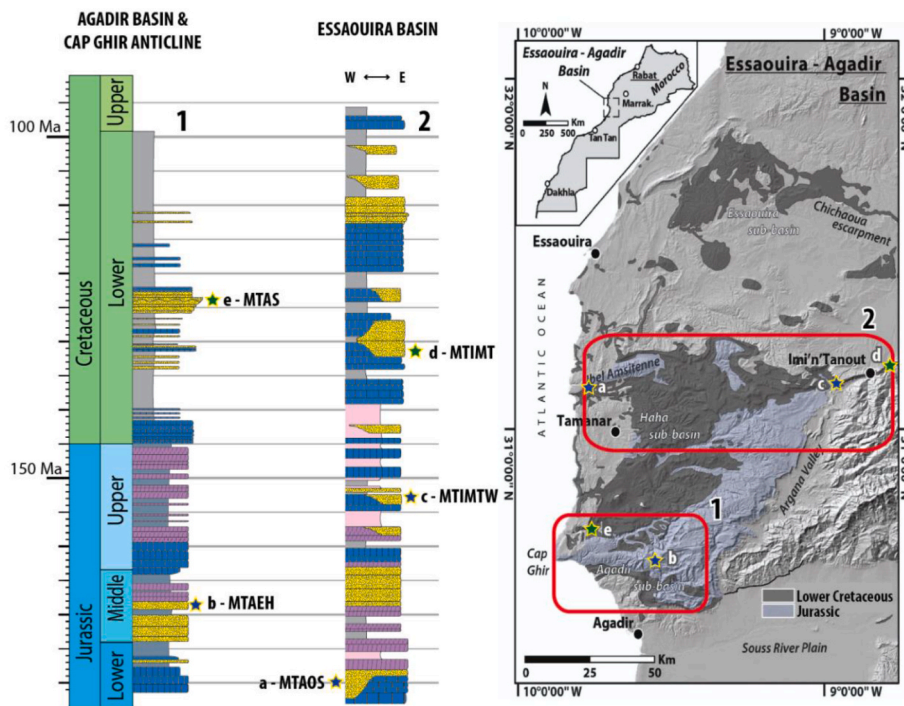 AGADIR BASIN &
CAP GHIR ANTICLINE
1
100 Ma
150 Ma
Cretaceous
Jurassic
Upper
Lower
Upper
Middle
Lower
e - MTAS
b - MTAEH
ESSAOUIRA BASIN
W ←→ E
2
d - MTIMT
c - MTIMTW
a - MTAOS
10°0'0"W
9°0'0"W
Essaouira - Agadir
Basin
Rabat
Morocco
Marrak.
N
0 250 500
Km
Tan Tan
Dakhla
Essaouira - Agadir
Basin
32°0'0"N
Essaouira
sub-basin
Chichaoua
escarpment
Essaouira
ATLANTIC OCEAN
2
Imi'n'Tanout
d
Jbel Amsitenne
a
c
Haha
sub-basin
Tamanar
31°0'0"N
Argana Valley
1
e
b
Cap
Ghir
Agadir
sub-basin
Lower Cretaceous
Jurassic
Agadir
Souss River Plain
0 25 50
Km
10°0'0"W
9°0'0"W